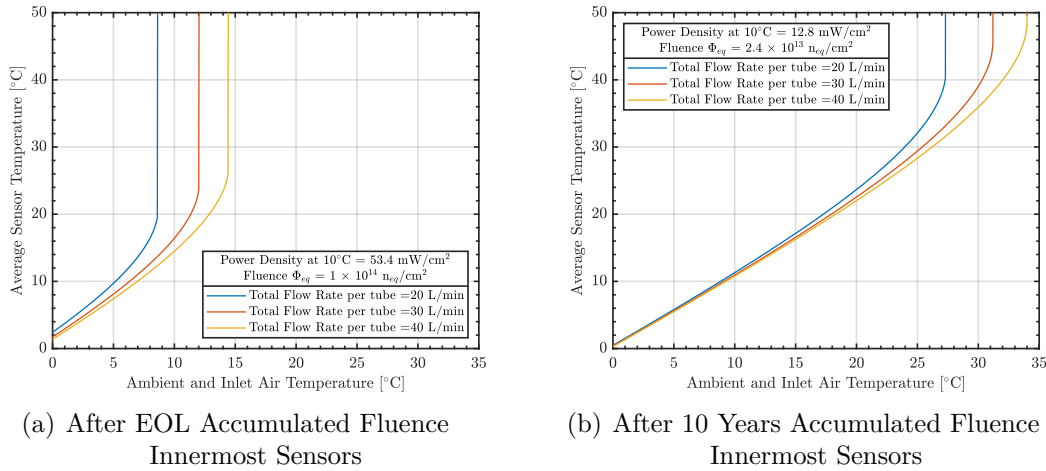 Average Sensor Temperature [°C]
50
40
30
20
10
0
Power Density at 10°C = 53.4 mW/cm²
Fluence Φ_eq = 1 × 10¹⁴ n_eq/cm²
Total Flow Rate per tube =20 L/min
Total Flow Rate per tube =30 L/min
Total Flow Rate per tube =40 L/min
0 5 10 15 20 25 30 35
Ambient and Inlet Air Temperature [°C]
(a) After EOL Accumulated Fluence
Innermost Sensors
Average Sensor Temperature [°C]
50
40
30
20
10
0
Power Density at 10°C = 12.8 mW/cm²
Fluence Φ_eq = 2.4 × 10¹³ n_eq/cm²
Total Flow Rate per tube =20 L/min
Total Flow Rate per tube =30 L/min
Total Flow Rate per tube =40 L/min
0 5 10 15 20 25 30 35
Ambient and Inlet Air Temperature [°C]
(b) After 10 Years Accumulated Fluence
Innermost Sensors